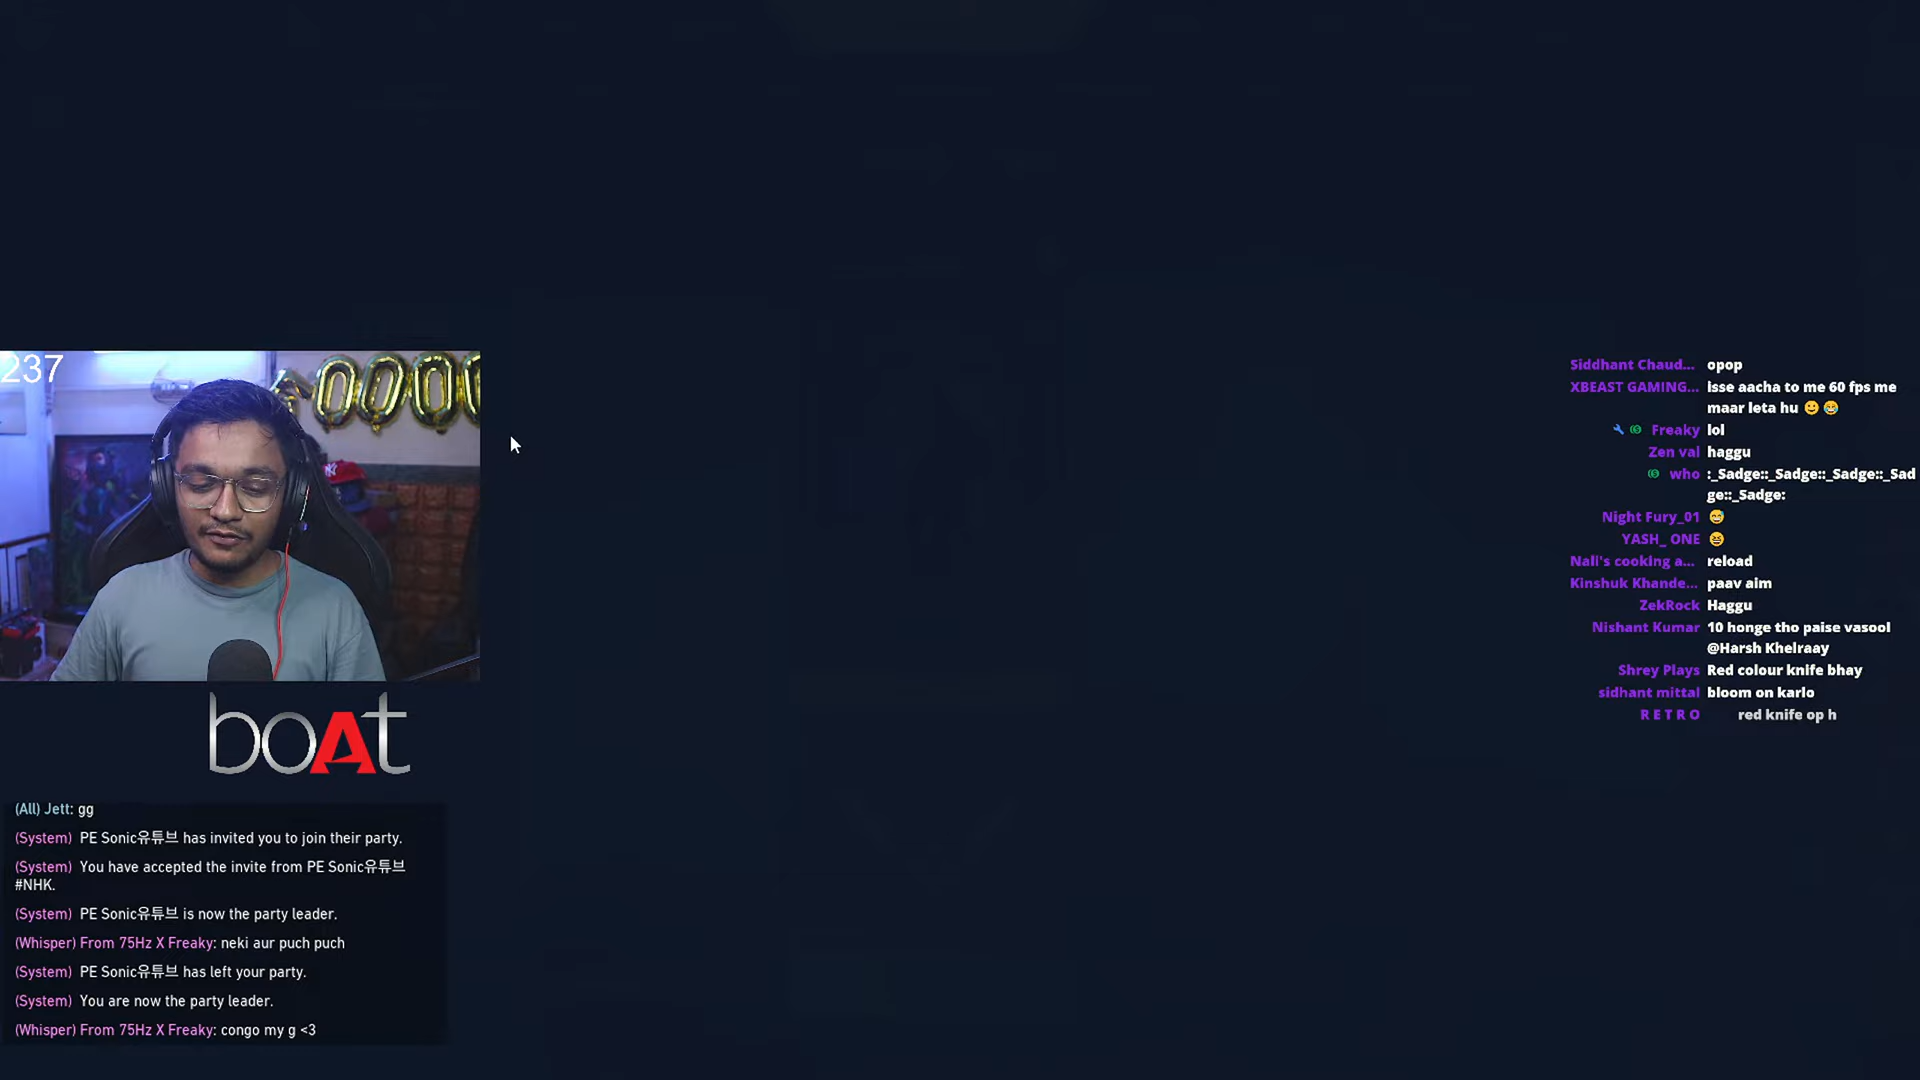 237
0000
boAt
(All) Jett: gg
(System) PE Sonic유튜브 has invited you to join their party.
(System) You have accepted the invite from PE Sonic유튜브
#NHK.
(System) PE Sonic유튜브 is now the party leader.
(Whisper) From 75Hz X Freaky: neki aur puch puch
(System) PE Sonic유튜브 has left your party.
(System) You are now the party leader.
(Whisper) From 75Hz X Freaky: congo my g <3
Siddhant Chaud... opop
XBEAST GAMING... Isse aacha to me 60 fps me
maar leta hu 🙂 😂
Freaky lol
Zen val haggu
who :_Sadge::_Sadge::_Sadge::_Sad
ge::_Sadge:
Night Fury_01 😅
YASH_ ONE 😆
Nali's cooking a... reload
Kinshuk Khande... paav aim
ZekRock Haggu
Nishant Kumar 10 honge tho paise vasool
@Harsh Khelraay
Shrey Plays Red colour knife bhay
sidhant mittal bloom on karlo
R E T R O red knife op h